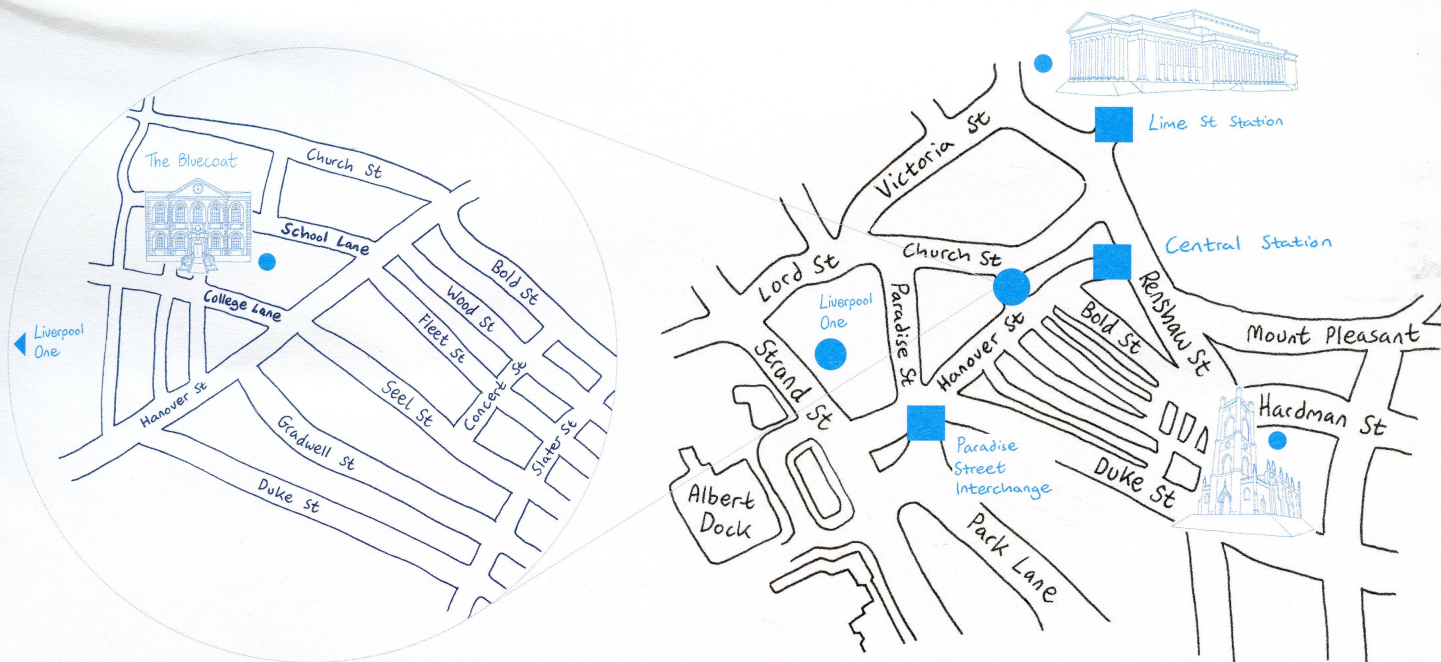 The Bluecoat
Church St
School Lane
College Lane
Bold St
Wood St
Fleet St
Concert St
Seel St
Slater St
Hanover St
Gradwell St
Duke St
Liverpool
One
Lime St Station
Victoria St
Central Station
Church St
Lord St
Paradise St
Liverpool
One
Strand St
Hanover St
Bold St
Renshaw St
Mount Pleasant
Hardman St
Duke St
Paradise
Street
Interchange
Albert
Dock
Park Lane